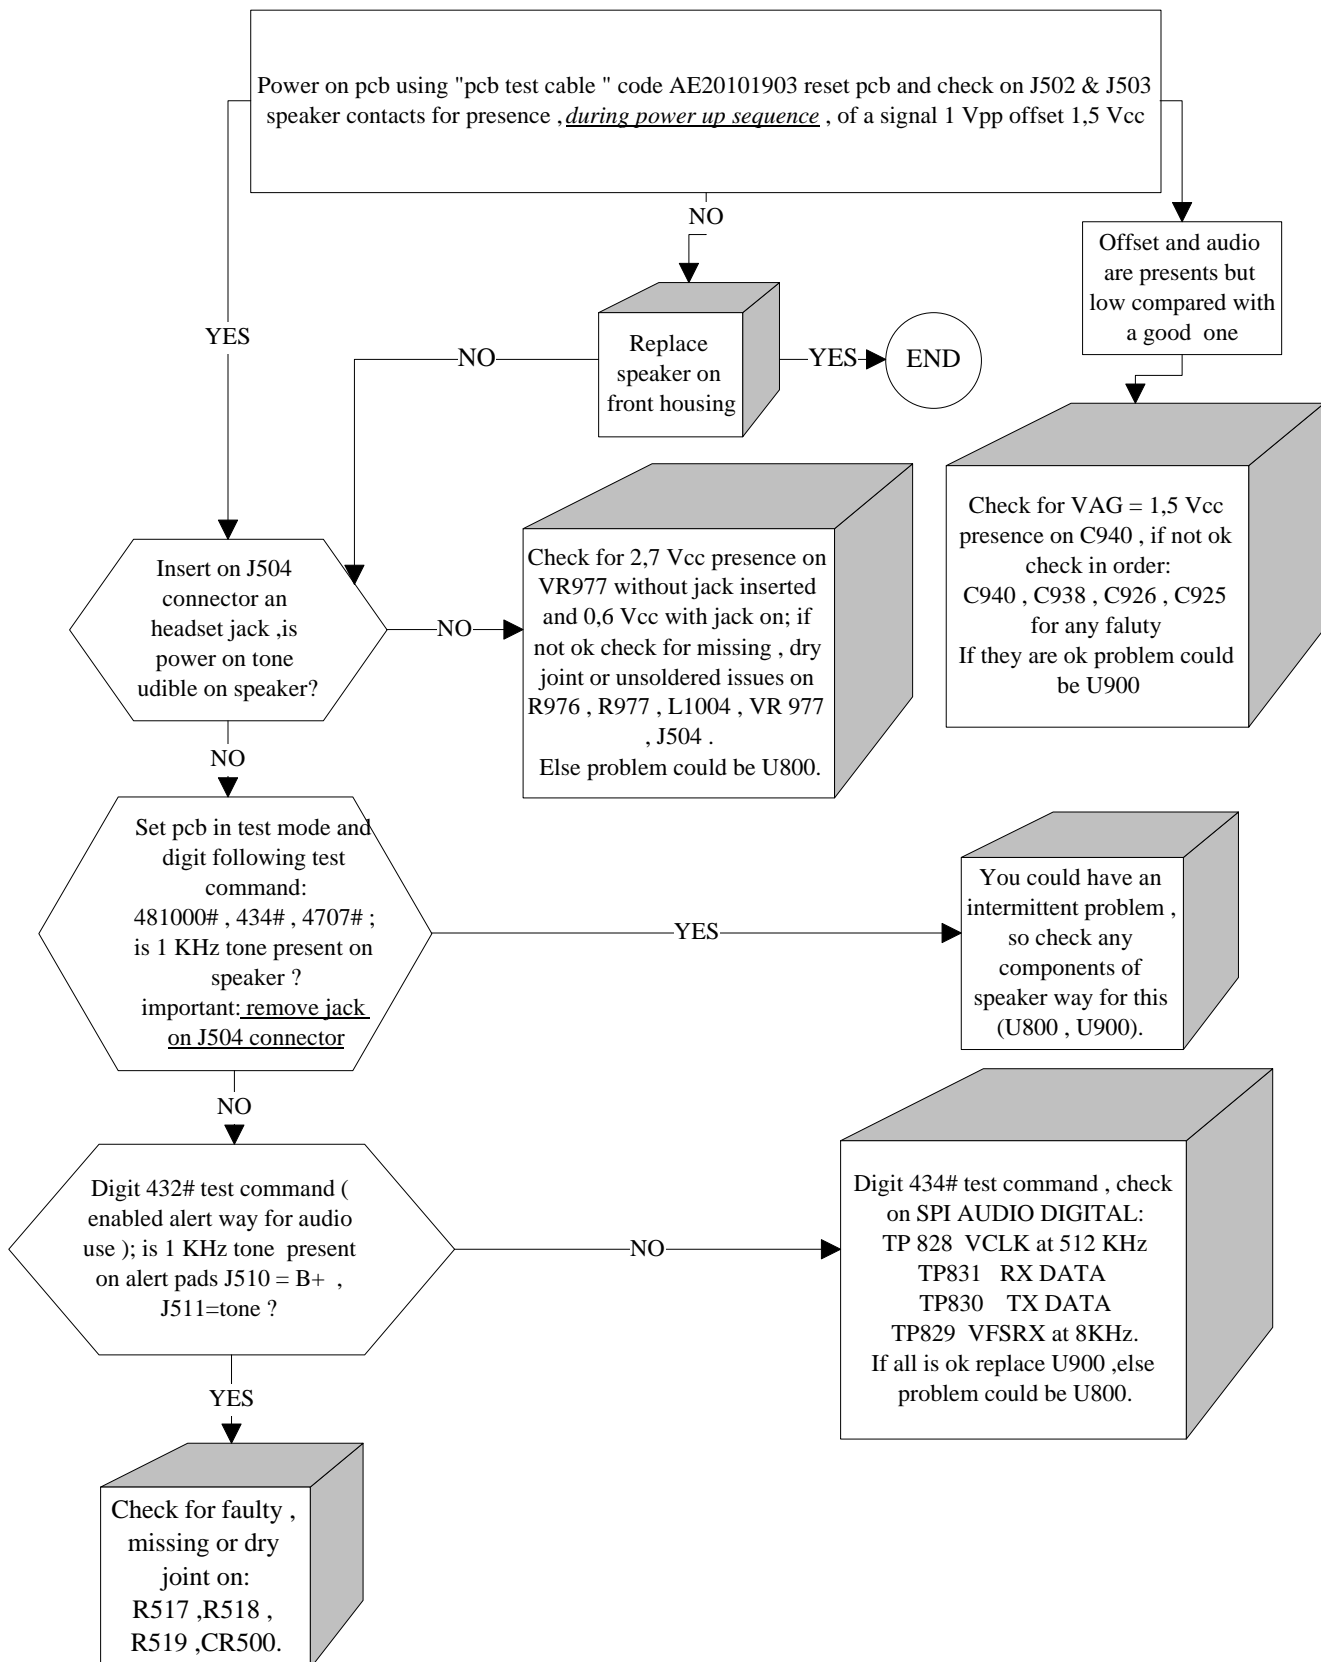 Power on pcb using "pcb test cable " code AE20101903 reset pcb and check on J502 & J503
speaker contacts for presence ,during power up sequence , of a signal 1 Vpp offset 1,5 Vcc
NO
YES
Offset and audio
are presents but
low compared with
a good one
Replace
speaker on
front housing
NO
YES
END
Check for VAG = 1,5 Vcc
presence on C940 , if not ok
check in order:
C940 , C938 , C926 , C925
for any faluty
If they are ok problem could
be U900
Insert on J504
connector an
headset jack ,is
power on tone
udible on speaker?
NO
Check for 2,7 Vcc presence on
VR977 without jack inserted
and 0,6 Vcc with jack on; if
not ok check for missing , dry
joint or unsoldered issues on
R976 , R977 , L1004 , VR 977
, J504 .
Else problem could be U800.
NO
Set pcb in test mode and
digit following test
command:
481000# , 434# , 4707# ;
is 1 KHz tone present on
speaker ?
important: remove jack
on J504 connector
YES
You could have an
intermittent problem ,
so check any
components of
speaker way for this
(U800 , U900).
NO
Digit 432# test command (
enabled alert way for audio
use ); is 1 KHz tone present
on alert pads J510 = B+ ,
J511=tone ?
NO
Digit 434# test command , check
on SPI AUDIO DIGITAL:
TP 828 VCLK at 512 KHz
TP831 RX DATA
TP830 TX DATA
TP829 VFSRX at 8KHz.
If all is ok replace U900 ,else
problem could be U800.
YES
Check for faulty ,
missing or dry
joint on:
R517 ,R518 ,
R519 ,CR500.